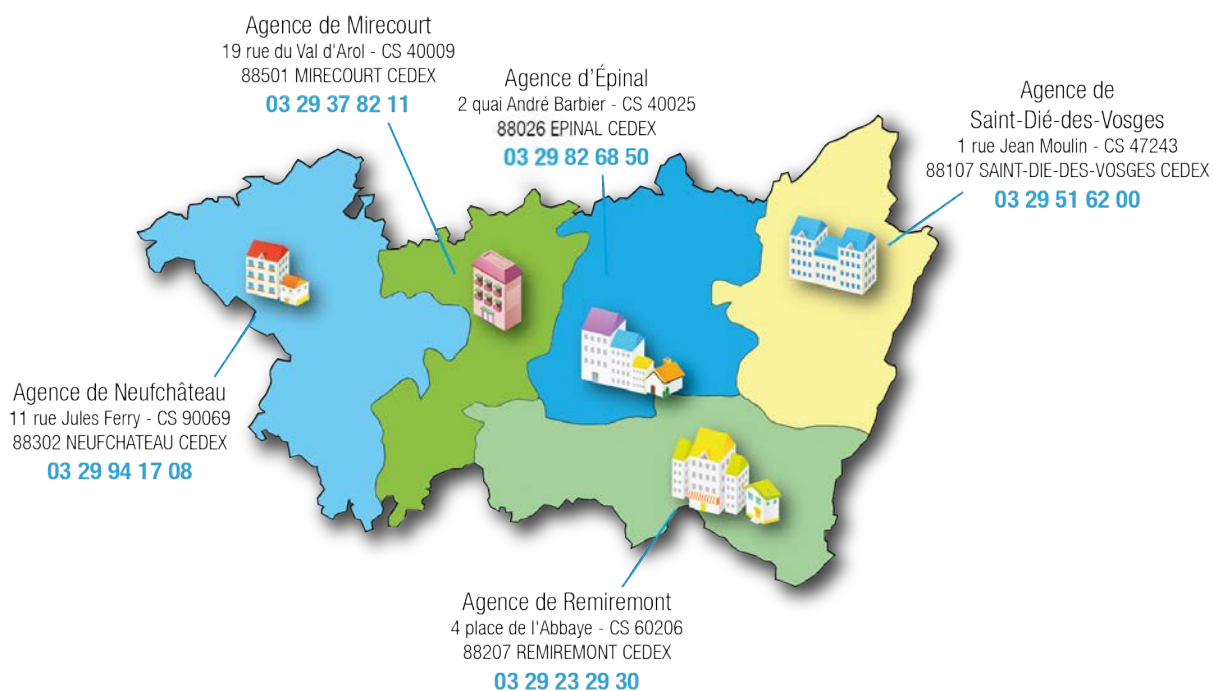 Agence de Mirecourt
19 rue du Val d'Arol - CS 40009
88501 MIRECOURT CEDEX
03 29 37 82 11
Agence d'Épinal
2 quai André Barbier - CS 40025
88026 EPINAL CEDEX
03 29 82 68 50
Agence de
Saint-Dié-des-Vosges
1 rue Jean Moulin - CS 47243
88107 SAINT-DIE-DES-VOSGES CEDEX
03 29 51 62 00
Agence de Neufchâteau
11 rue Jules Ferry - CS 90069
88302 NEUFCHATEAU CEDEX
03 29 94 17 08
Agence de Remiremont
4 place de l'Abbaye - CS 60206
88207 REMIREMONT CEDEX
03 29 23 29 30